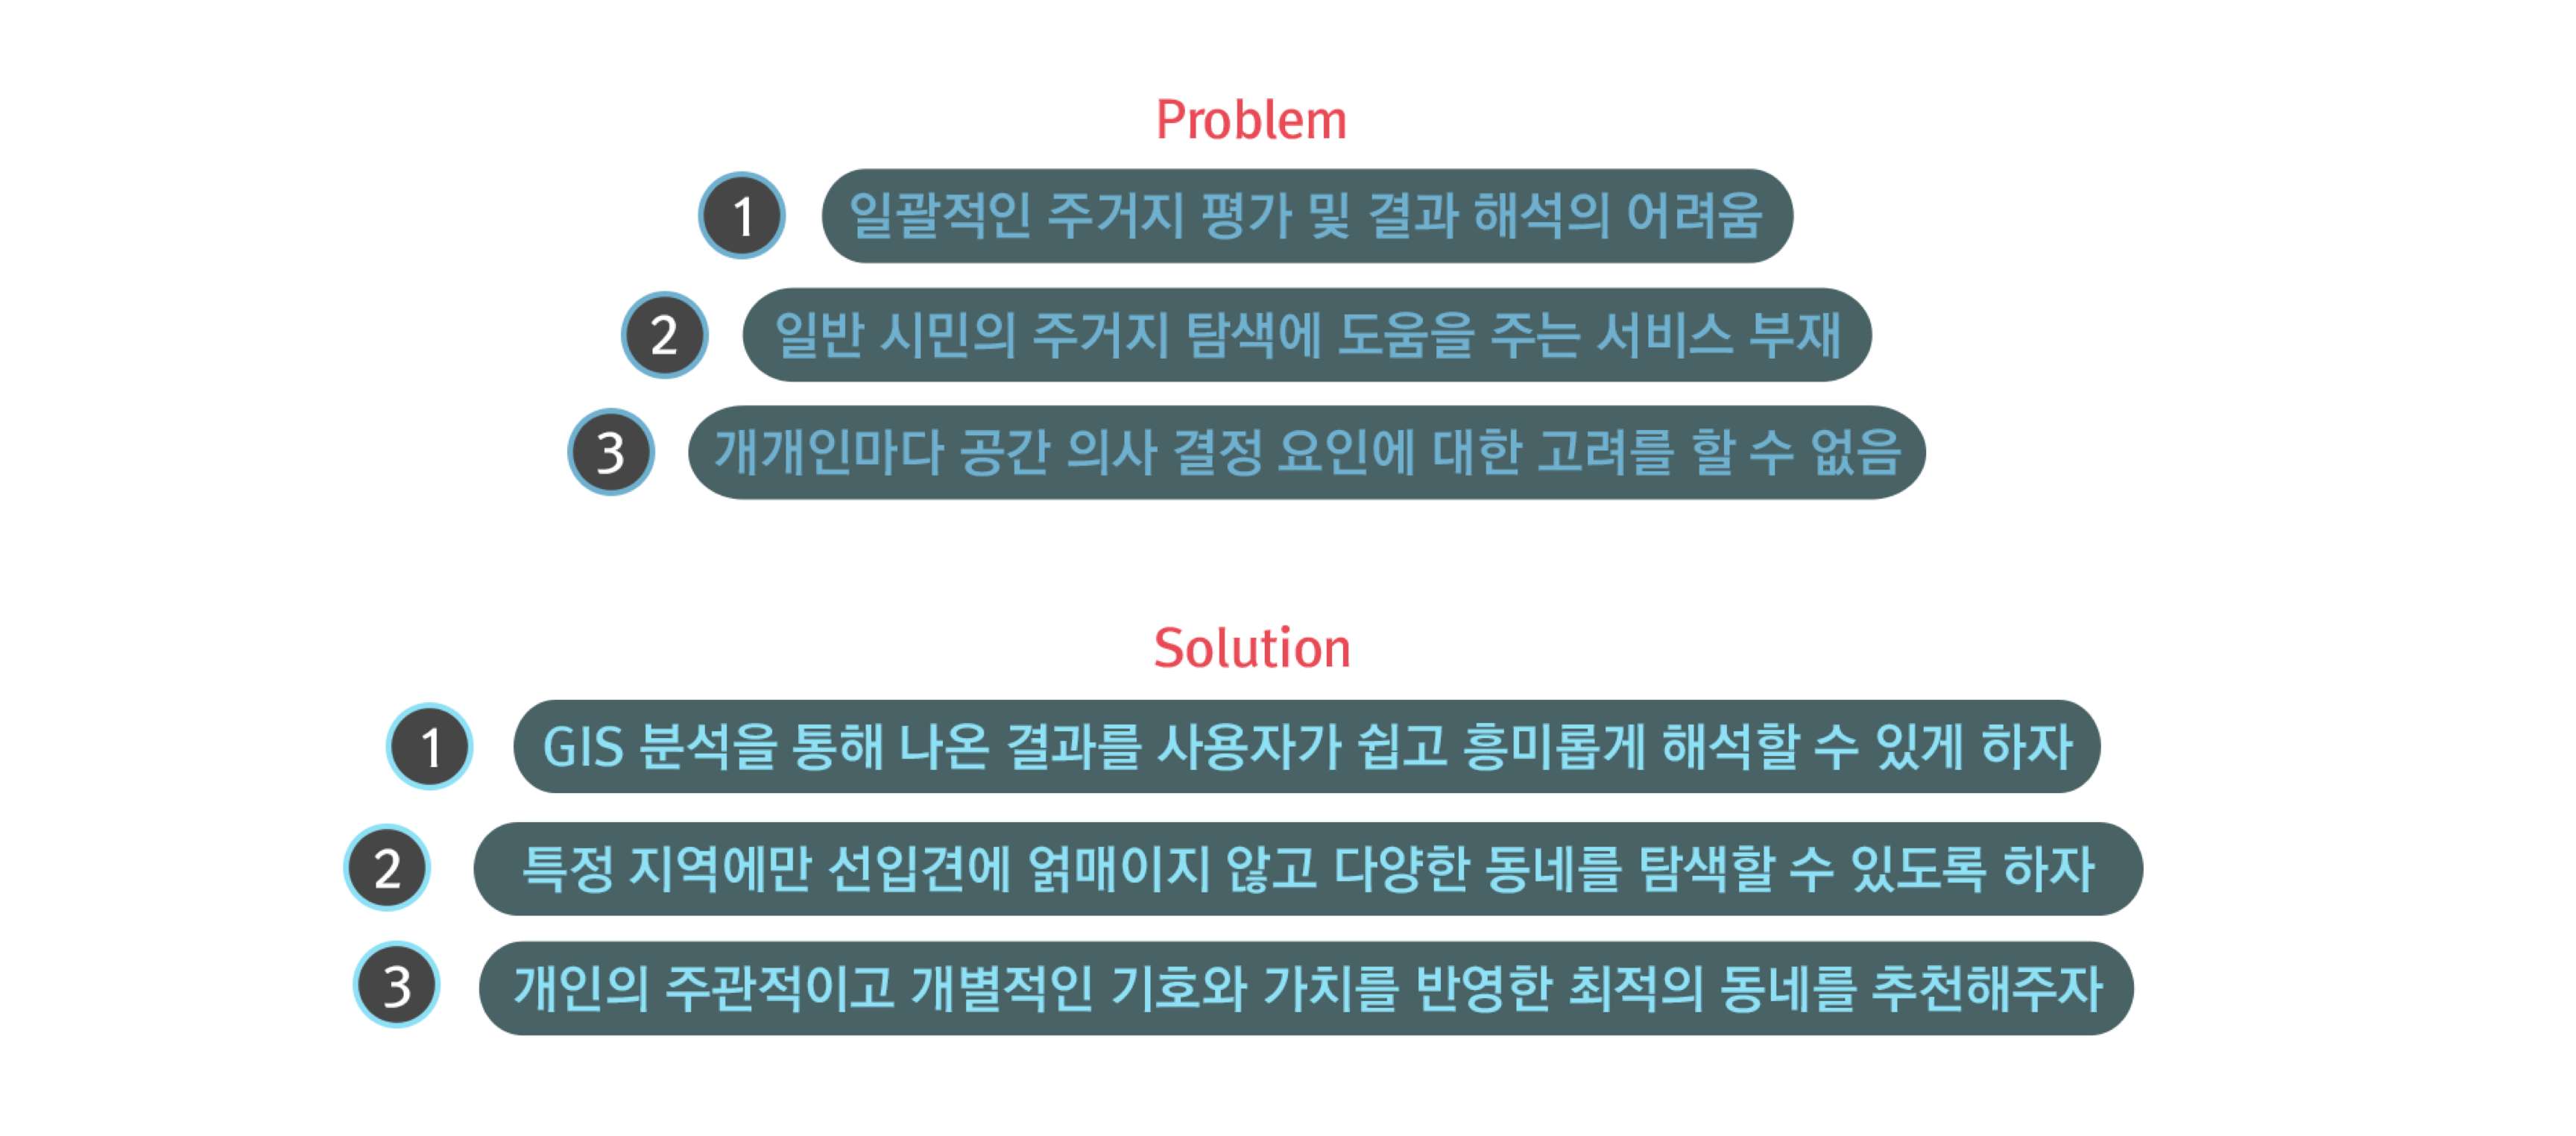 Problem
1 일괄적인 주거지 평가 및 결과 해석의 어려움
2 일반 시민의 주거지 탐색에 도움을 주는 서비스 부재
3 개개인마다 공간 의사 결정 요인에 대한 고려를 할 수 없음
Solution
1 GIS 분석을 통해 나온 결과를 사용자가 쉽고 흥미롭게 해석할 수 있게 하자
2 특정 지역에만 선입견에 얽매이지 않고 다양한 동네를 탐색할 수 있도록 하자
3 개인의 주관적이고 개별적인 기호와 가치를 반영한 최적의 동네를 추천해주자